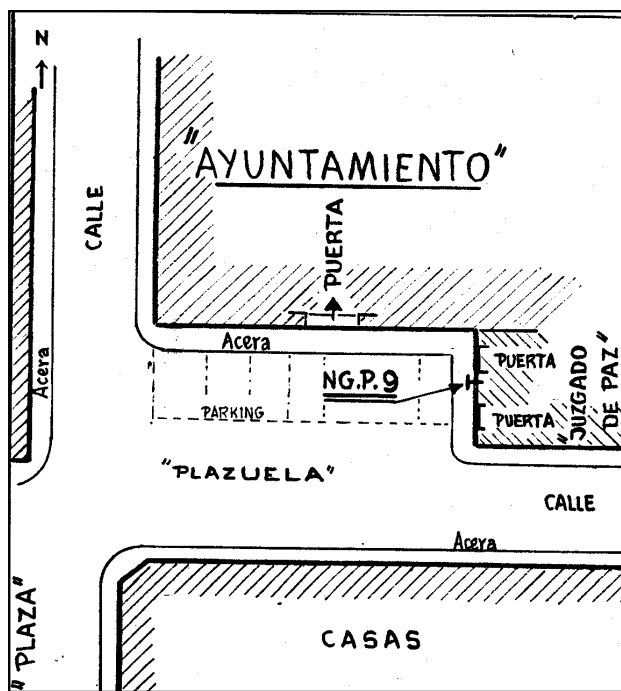 N
"AYUNTAMIENTO"
CALLE
PUERTA
Acera
Acera
NG.P.9
PARKING
PUERTA
PUERTA
"JUZGADO
DE PAZ"
"PLAZUELA"
CALLE
Acera
"PLAZA"
CASAS